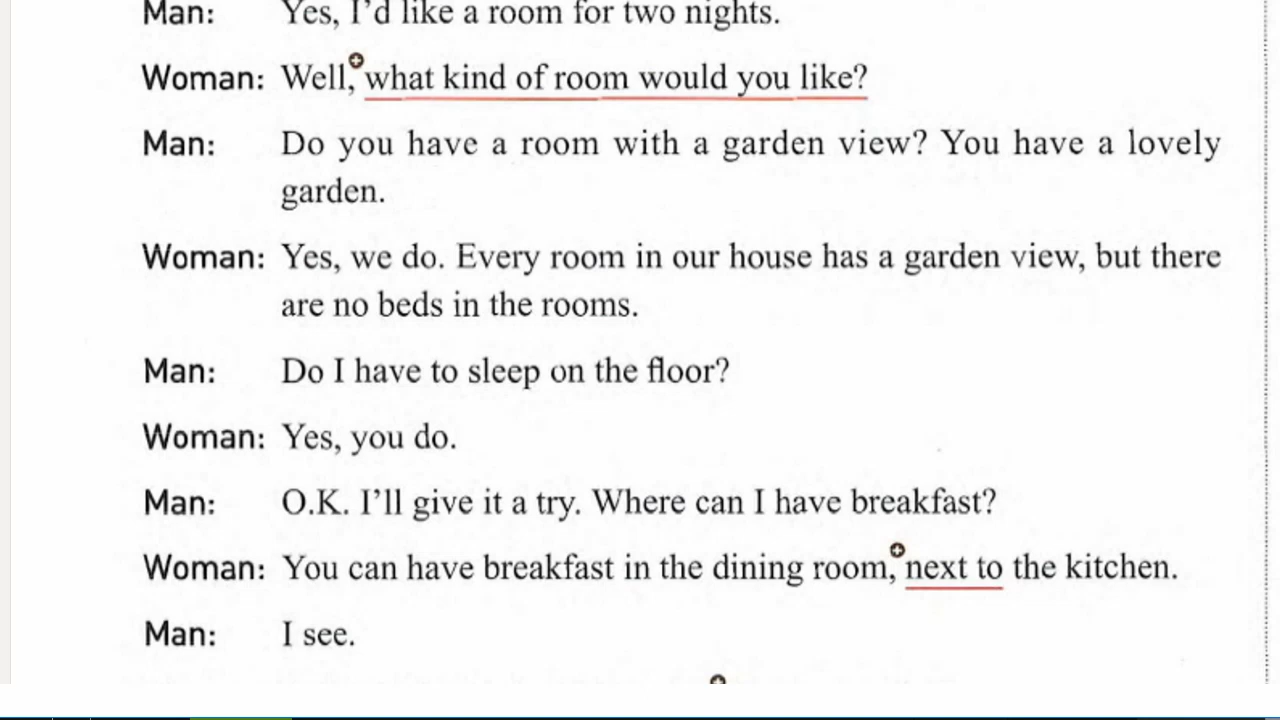 Man: Yes, I'd like a room for two nights.
Woman: Well, what kind of room would you like?
Man: Do you have a room with a garden view? You have a lovely
garden.
Woman: Yes, we do. Every room in our house has a garden view, but there
are no beds in the rooms.
Man: Do I have to sleep on the floor?
Woman: Yes, you do.
Man: O.K. I'll give it a try. Where can I have breakfast?
Woman: You can have breakfast in the dining room, next to the kitchen.
Man: I see.